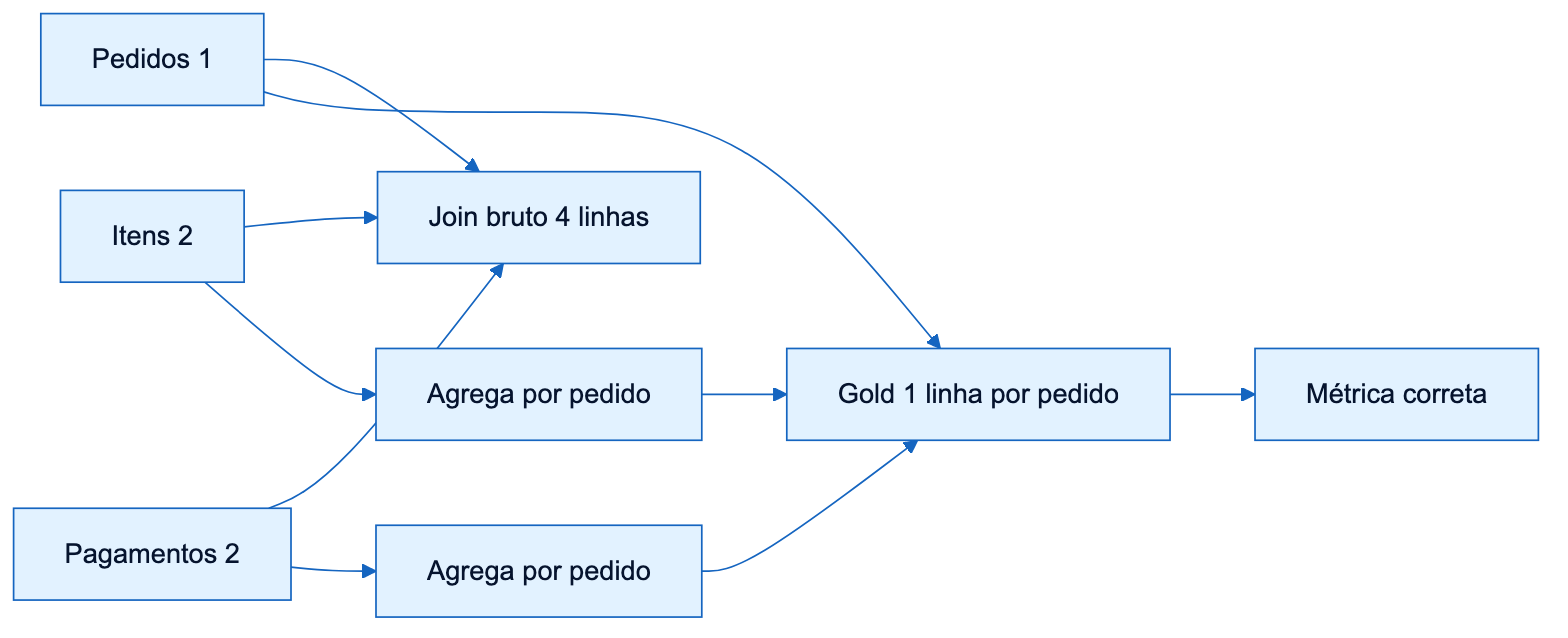 Pedidos 1
Itens 2
Join bruto 4 linhas
Agrega por pedido
Gold 1 linha por pedido
Métrica correta
Pagamentos 2
Agrega por pedido